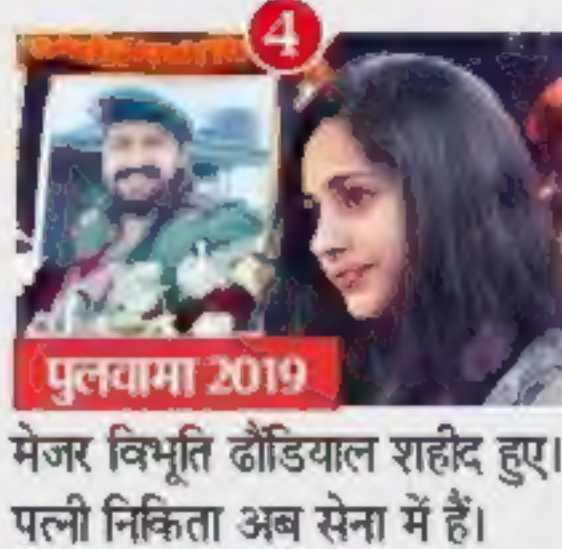 4
पुलवामा 2019
मेजर विभूति ढौंडियाल शहीद हुए।
पत्नी निकिता अब सेना में हैं।